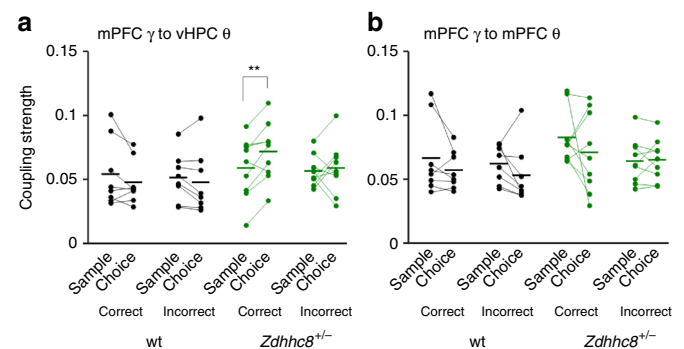 a
mPFC γ to vHPC θ
Coupling strength
0.15
0.1
0.05
0
**
Sample Choice Sample Choice Sample Choice Sample Choice
Correct Incorrect Correct Incorrect
wt Zdhhc8+/–
b
mPFC γ to mPFC θ
0.15
0.1
0.05
0
Sample Choice Sample Choice Sample Choice Sample Choice
Correct Incorrect Correct Incorrect
wt Zdhhc8+/–